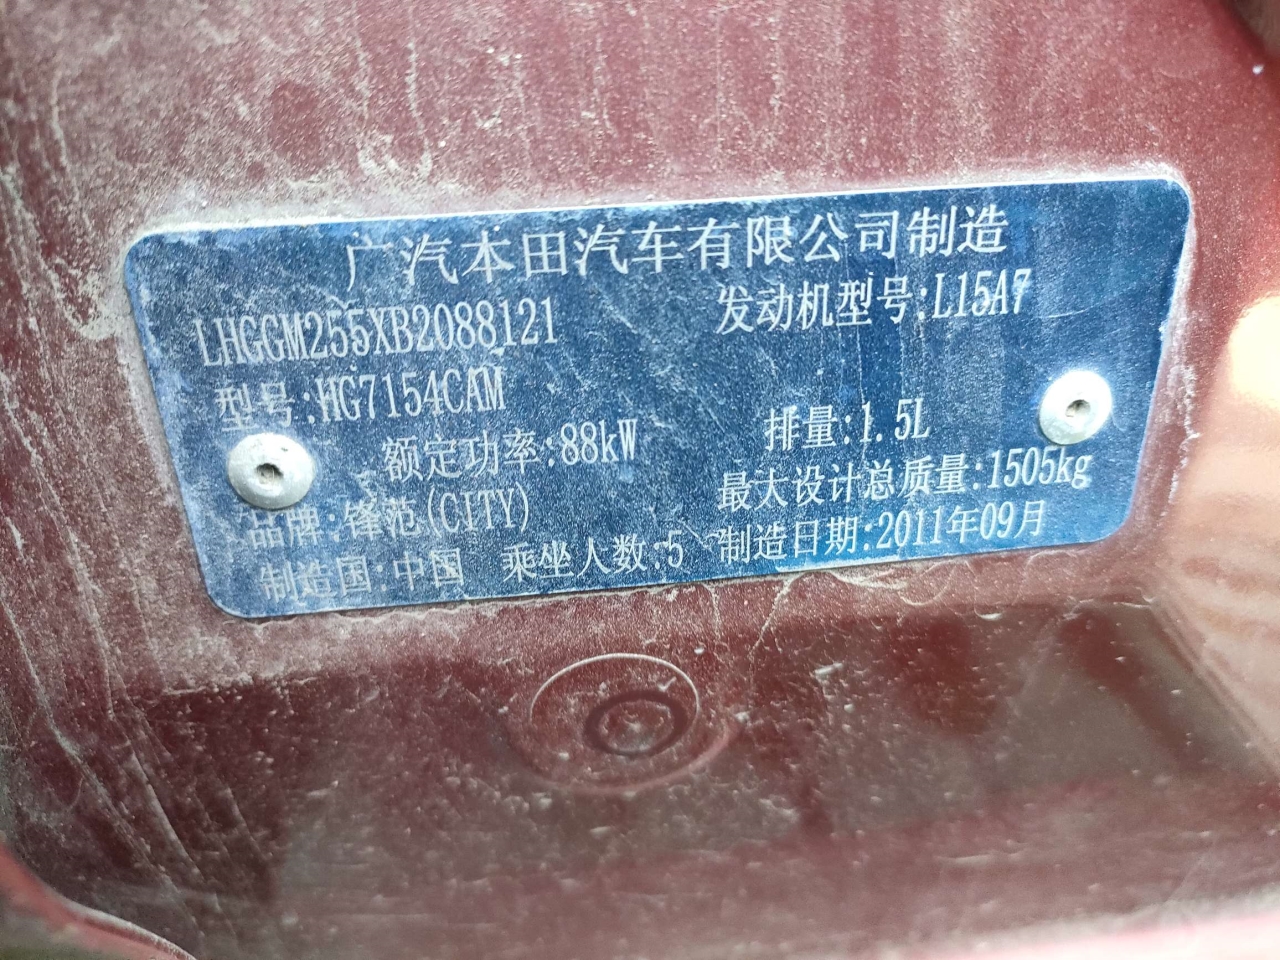 广汽本田汽车有限公司制造
LHGGM255XB2088121 发动机型号:L15A7
型号:HG7154CAM
额定功率:88kW 排量:1.5L
品牌:锋范(CITY) 最大设计总质量:1505kg
制造国:中国 乘坐人数:5 制造日期:2011年09月